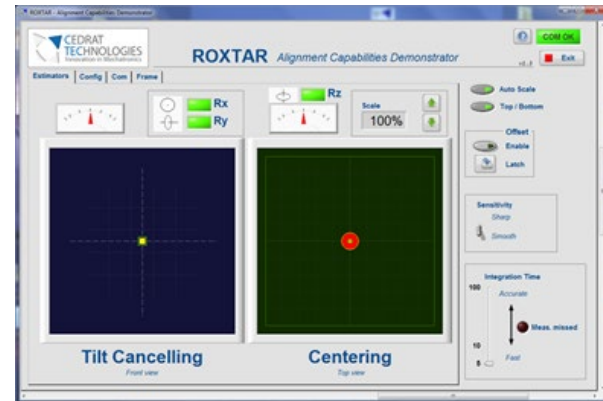 ROXTAR - Alignment Capabilities Demonstrator
CEDRAT
TECHNOLOGIES
Innovation in Mechatronics
ROXTAR Alignment Capabilities Demonstrator
COM OK
Exit
Estimators Config Com Frame
Rx
Ry
Rz
Scale
100%
Auto Scale
Top / Bottom
Offset
Enable
Latch
Sensitivity
Sharp
Smooth
Integration Time
100
Accurate
Meas. missed
10
Fast
Tilt Cancelling
Front view
Centering
Top view